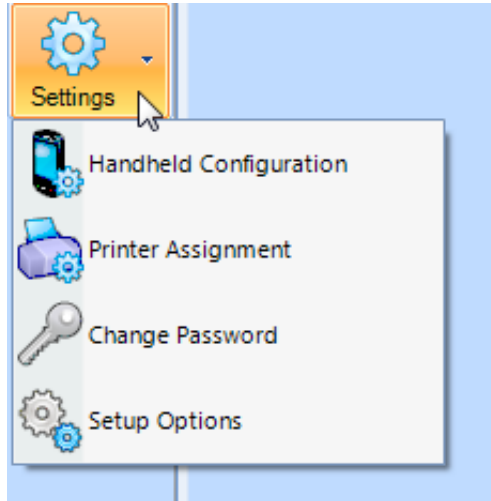 Settings
Handheld Configuration
Printer Assignment
Change Password
Setup Options